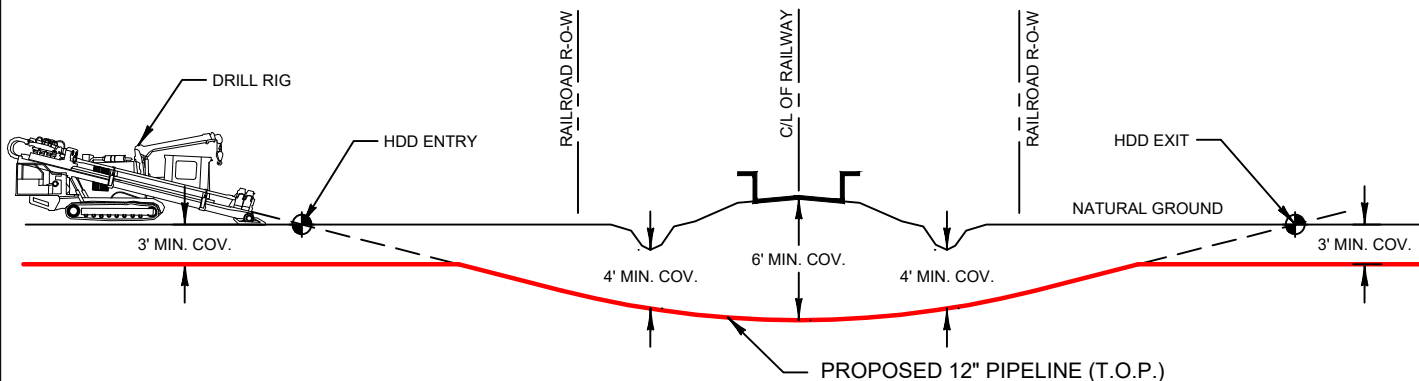 RAILROAD R-O-W
C/L OF RAILWAY
RAILROAD R-O-W
DRILL RIG
HDD ENTRY
HDD EXIT
NATURAL GROUND
3' MIN. COV.
4' MIN. COV.
6' MIN. COV.
4' MIN. COV.
3' MIN. COV.
PROPOSED 12" PIPELINE (T.O.P.)